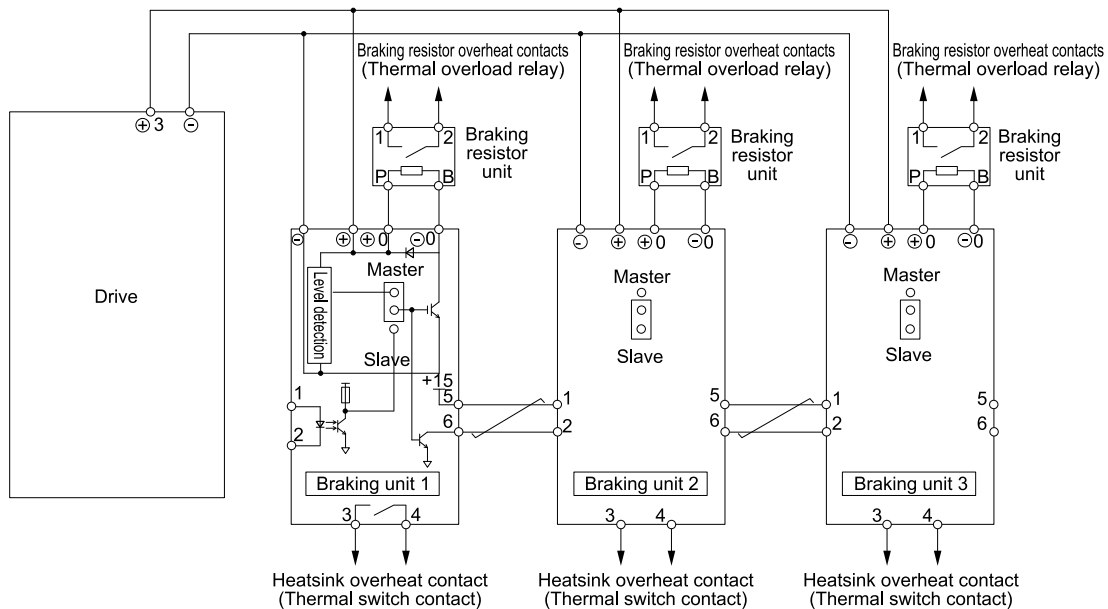 Braking resistor overheat contacts
(Thermal overload relay)
Braking resistor overheat contacts
(Thermal overload relay)
Braking resistor overheat contacts
(Thermal overload relay)
⊕ 3 ⊖
1 2
Braking
resistor
unit
P B
1 2
Braking
resistor
unit
P B
1 2
Braking
resistor
unit
P B
Drive
⊖ ⊕ ⊕0 ⊖0
Master
Level detection
Slave
+15
1
2
5
6
Braking unit 1
3 4
Heatsink overheat contact
(Thermal switch contact)
⊖ ⊕ ⊕0 ⊖0
Master
Slave
1
2
5
6
Braking unit 2
3 4
Heatsink overheat contact
(Thermal switch contact)
⊖ ⊕ ⊕0 ⊖0
Master
Slave
1
2
5
6
Braking unit 3
3 4
Heatsink overheat contact
(Thermal switch contact)